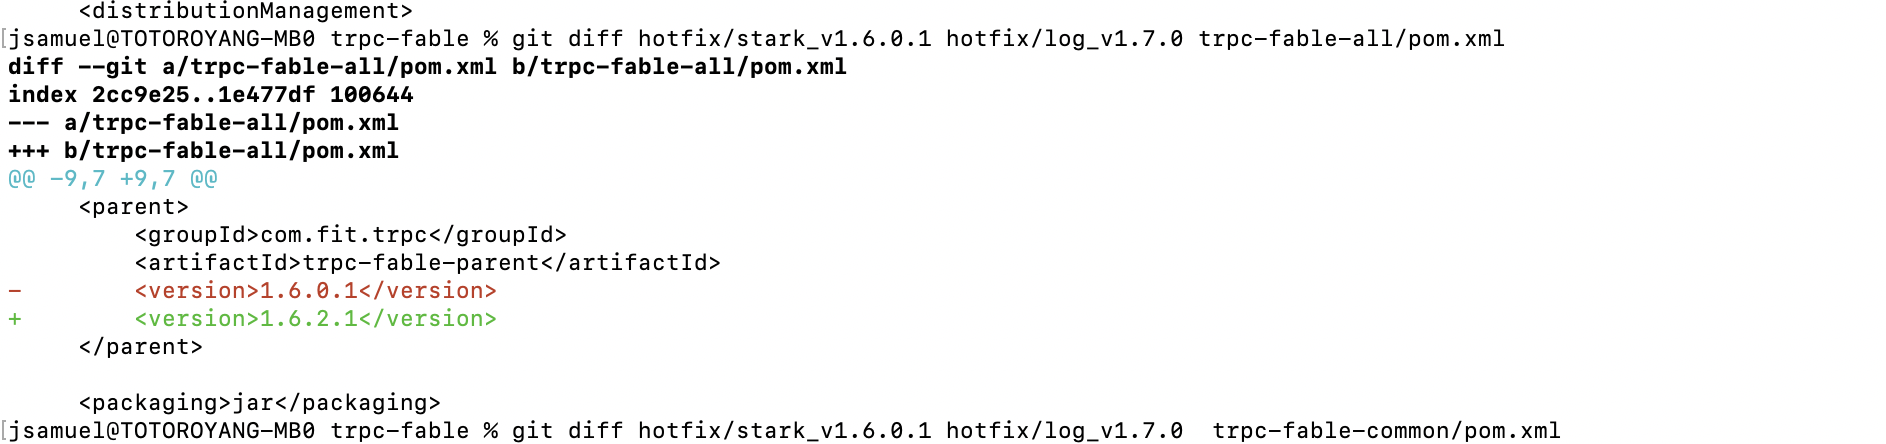 <distributionManagement>
[jsamuel@TOTOROYANG-MB0 trpc-fable % git diff hotfix/stark_v1.6.0.1 hotfix/log_v1.7.0 trpc-fable-all/pom.xml
diff --git a/trpc-fable-all/pom.xml b/trpc-fable-all/pom.xml
index 2cc9e25..1e477df 100644
--- a/trpc-fable-all/pom.xml
+++ b/trpc-fable-all/pom.xml
@@ -9,7 +9,7 @@
<parent>
<groupId>com.fit.trpc</groupId>
<artifactId>trpc-fable-parent</artifactId>
- <version>1.6.0.1</version>
+ <version>1.6.2.1</version>
</parent>
<packaging>jar</packaging>
[jsamuel@TOTOROYANG-MB0 trpc-fable % git diff hotfix/stark_v1.6.0.1 hotfix/log_v1.7.0  trpc-fable-common/pom.xml